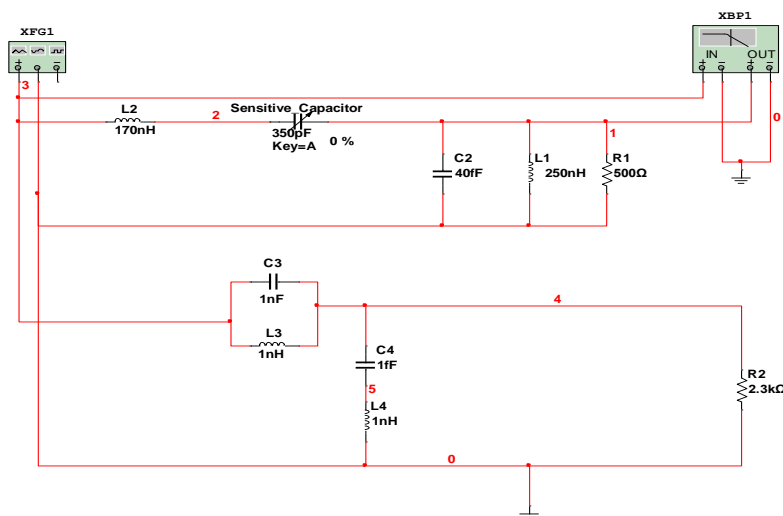 XFG1
XBP1
IN
OUT
3
L2
170nH
2
Sensitive_Capacitor
350pF
Key=A
0 %
1
0
C2
40fF
L1
250nH
R1
500Ω
C3
1nF
L3
1nH
4
C4
1fF
5
L4
1nH
R2
2.3kΩ
0